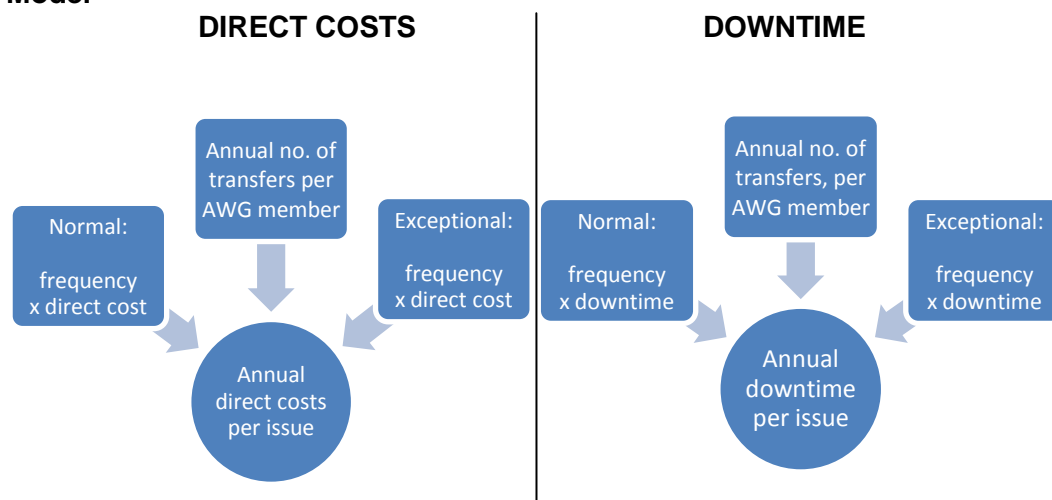 Model
DIRECT COSTS
Annual no. of
transfers per
AWG member
Normal:
frequency
x direct cost
Exceptional:
frequency
x direct cost
Annual
direct costs
per issue
DOWNTIME
Annual no. of
transfers, per
AWG member
Normal:
frequency
x downtime
Exceptional:
frequency
x downtime
Annual
downtime
per issue